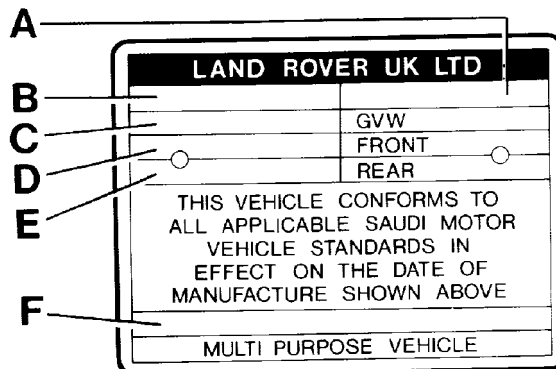 A
LAND ROVER UK LTD
B
C
GVW
D
FRONT
E
REAR
THIS VEHICLE CONFORMS TO
ALL APPLICABLE SAUDI MOTOR
VEHICLE STANDARDS IN
EFFECT ON THE DATE OF
MANUFACTURE SHOWN ABOVE
F
MULTI PURPOSE VEHICLE